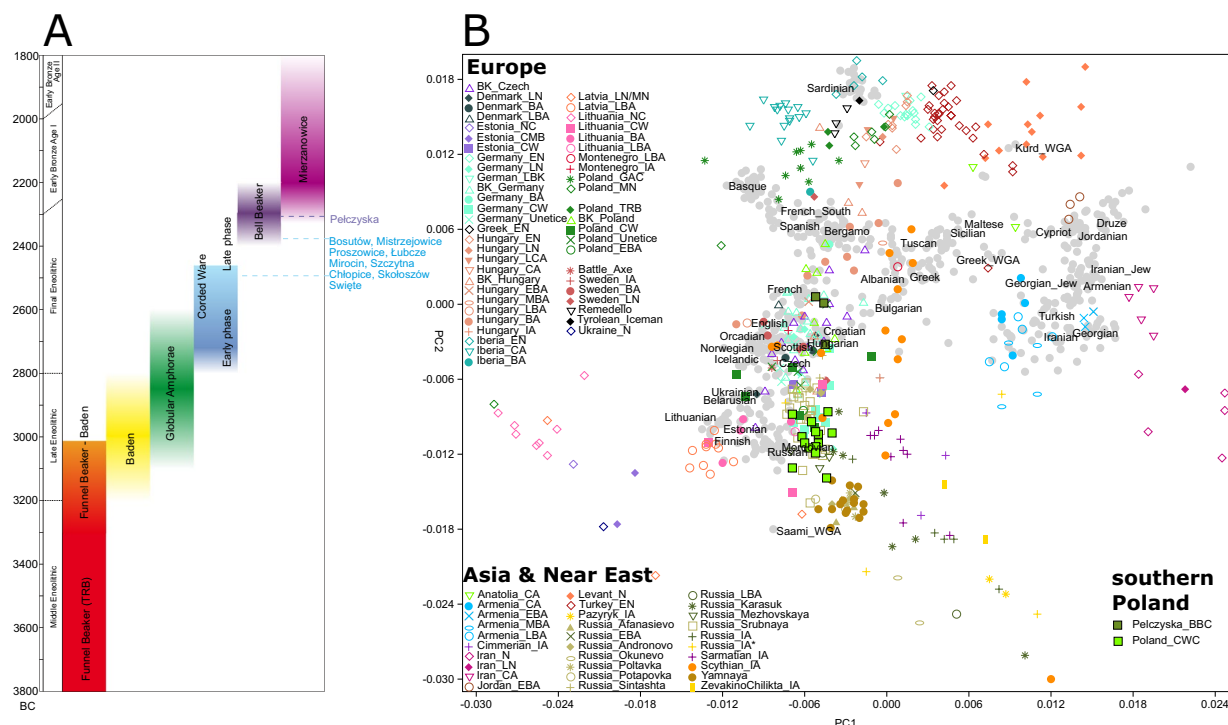 A
1800
2000
2200
2400
2600
2800
3000
3200
3400
3600
3800
BC
Early Bronze
Age II
Early Bronze Age I
Final Eneolithic
Late Eneolithic
Middle Eneolithic
Funnel Beaker (TRB)
Funnel Beaker - Baden
Baden
Globular Amphorae
Corded Ware
Early phase
Late phase
Bell Beaker
Mierzanowice
Pełczyska
Bosutów, Mistrzejowice
Proszowice, Łubcze
Mirocin, Szczytna
Chłopice, Skołoszów
Święte
B
Europe
BK_Czech
Denmark_LN
Denmark_BA
Denmark_LBA
Estonia_NC
Estonia_CMB
Estonia_CW
Germany_EN
Germany_LN
German_LBK
BK_Germany
Germany_BA
Germany_CW
Germany_Unetice
Greek_EN
Hungary_EN
Hungary_LN
Hungary_LCA
Hungary_CA
BK_Hungary
Hungary_EBA
Hungary_MBA
Hungary_LBA
Hungary_BA
Hungary_IA
Iberia_EN
Iberia_CA
Iberia_BA
Latvia_LN/MN
Latvia_LBA
Lithuania_NC
Lithuania_CW
Lithuania_BA
Lithuania_LBA
Montenegro_LBA
Montenegro_IA
Poland_GAC
Poland_MN
Poland_TRB
BK_Poland
Poland_CW
Poland_Unetice
Poland_EBA
Battle_Axe
Sweden_IA
Sweden_BA
Sweden_LN
Remedello
Tyrolean_Iceman
Ukraine_N
Sardinian
Kurd_WGA
Basque
French_South
Spanish
Bergamo
Tuscan
Maltese
Sicilian
Cypriot
Druze
Jordanian
Albanian
Greek
Greek_WGA
Iranian_Jew
Georgian_Jew
Armenian
French
Bulgarian
Turkish
Iranian
Georgian
English
Orcadian
Croatian
Norwegian
Scottish
Hungarian
Icelandic
Czech
Ukrainian
Belarusian
Lithuanian
Estonian
Finnish
Mordovian
Russian
Saami_WGA
Asia & Near East
Anatolia_CA
Armenia_CA
Armenia_EBA
Armenia_MBA
Armenia_LBA
Cimmerian_IA
Iran_N
Iran_LN
Iran_CA
Jordan_EBA
Levant_N
Turkey_EN
Pazyryk_IA
Russia_Afanasievo
Russia_EBA
Russia_Andronovo
Russia_Okunevo
Russia_Poltavka
Russia_Potapovka
Russia_Sintashta
Russia_LBA
Russia_Karasuk
Russia_Mezhovskaya
Russia_Srubnaya
Russia_IA
Russia_IA*
Sarmatian_IA
Scythian_IA
Yamnaya
ZevakinoChilikta_IA
southern
Poland
Pelczyska_BBC
Poland_CWC
0.018
0.012
0.006
0.000
-0.006
-0.012
-0.018
-0.024
-0.030
PC2
-0.030
-0.024
-0.018
-0.012
-0.006
0.000
0.006
0.012
0.018
0.024
PC1